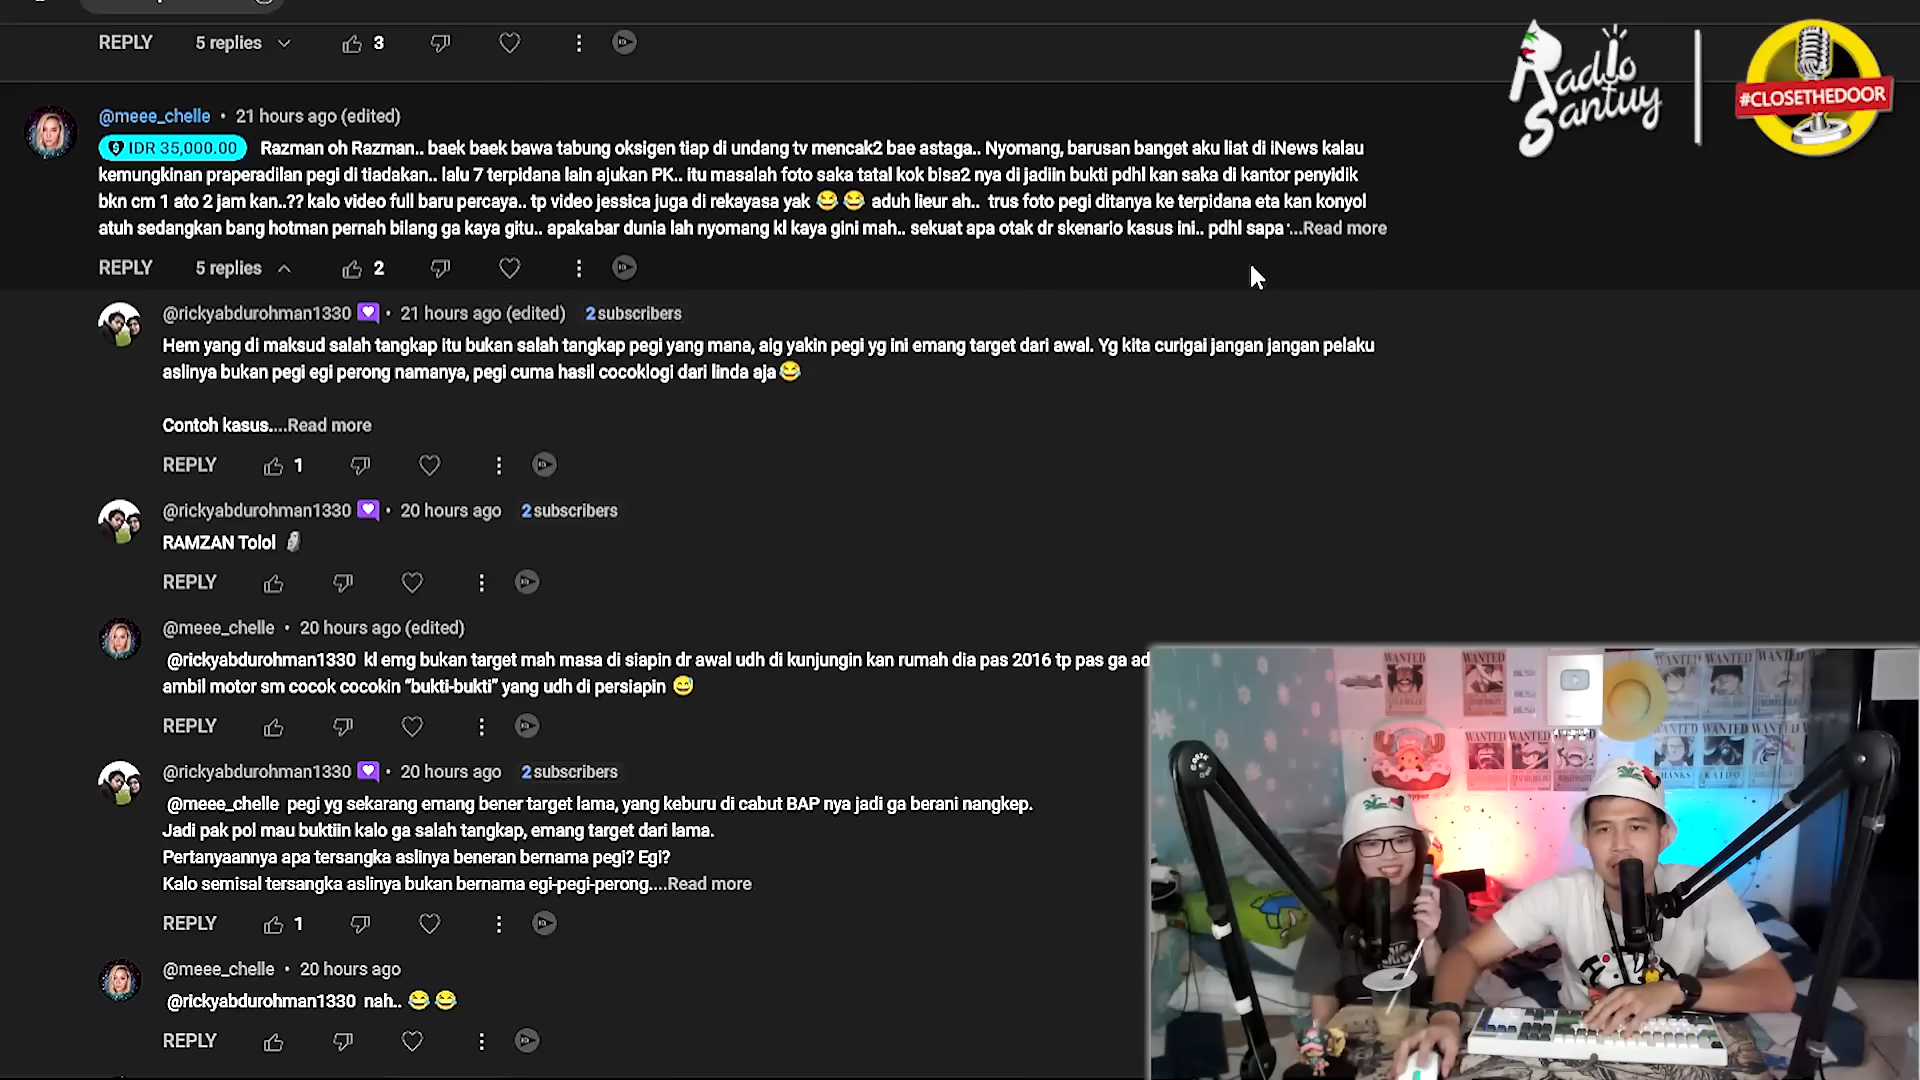 REPLY 5 replies 3
Radio Santuy
#CLOSETHEDOOR
@meee_chelle • 21 hours ago (edited)
IDR 35,000.00 Razman oh Razman.. baek baek bawa tabung oksigen tiap di undang tv mencak2 bae astaga.. Nyomang, barusan banget aku liat di iNews kalau
kemungkinan praperadilan pegi di tiadakan.. lalu 7 terpidana lain ajukan PK.. itu masalah foto saka tatal kok bisa2 nya di jadiin bukti pdhl kan saka di kantor penyidik
bkn cm 1 ato 2 jam kan..?? kalo video full baru percaya.. tp video jessica juga di rekayasa yak 😂 😂 aduh lieur ah.. trus foto pegi ditanya ke terpidana eta kan konyol
atuh sedangkan bang hotman pernah bilang ga kaya gitu.. apakabar dunia lah nyomang kl kaya gini mah.. sekuat apa otak dr skenario kasus ini.. pdhl sapa ...Read more
REPLY 5 replies 2
@rickyabdurohman1330 • 21 hours ago (edited) 2 subscribers
Hem yang di maksud salah tangkap itu bukan salah tangkap pegi yang mana, aig yakin pegi yg ini emang target dari awal. Yg kita curigai jangan jangan pelaku
aslinya bukan pegi egi perong namanya, pegi cuma hasil cocoklogi dari linda aja 😂
Contoh kasus....Read more
REPLY 1
@rickyabdurohman1330 • 20 hours ago 2 subscribers
RAMZAN Tolol 🗿
REPLY
@meee_chelle • 20 hours ago (edited)
@rickyabdurohman1330 kl emg bukan target mah masa di siapin dr awal udh di kunjungin kan rumah dia pas 2016 tp pas ga ad
ambil motor sm cocok cocokin "bukti-bukti" yang udh di persiapin 😅
REPLY
@rickyabdurohman1330 • 20 hours ago 2 subscribers
@meee_chelle pegi yg sekarang emang bener target lama, yang keburu di cabut BAP nya jadi ga berani nangkep.
Jadi pak pol mau buktiin kalo ga salah tangkap, emang target dari lama.
Pertanyaannya apa tersangka aslinya beneran bernama pegi? Egi?
Kalo semisal tersangka aslinya bukan bernama egi-pegi-perong....Read more
REPLY 1
@meee_chelle • 20 hours ago
@rickyabdurohman1330 nah.. 😂 😂
REPLY
WANTED
WANTED
WANTED WANTED WANTED
KAIDO